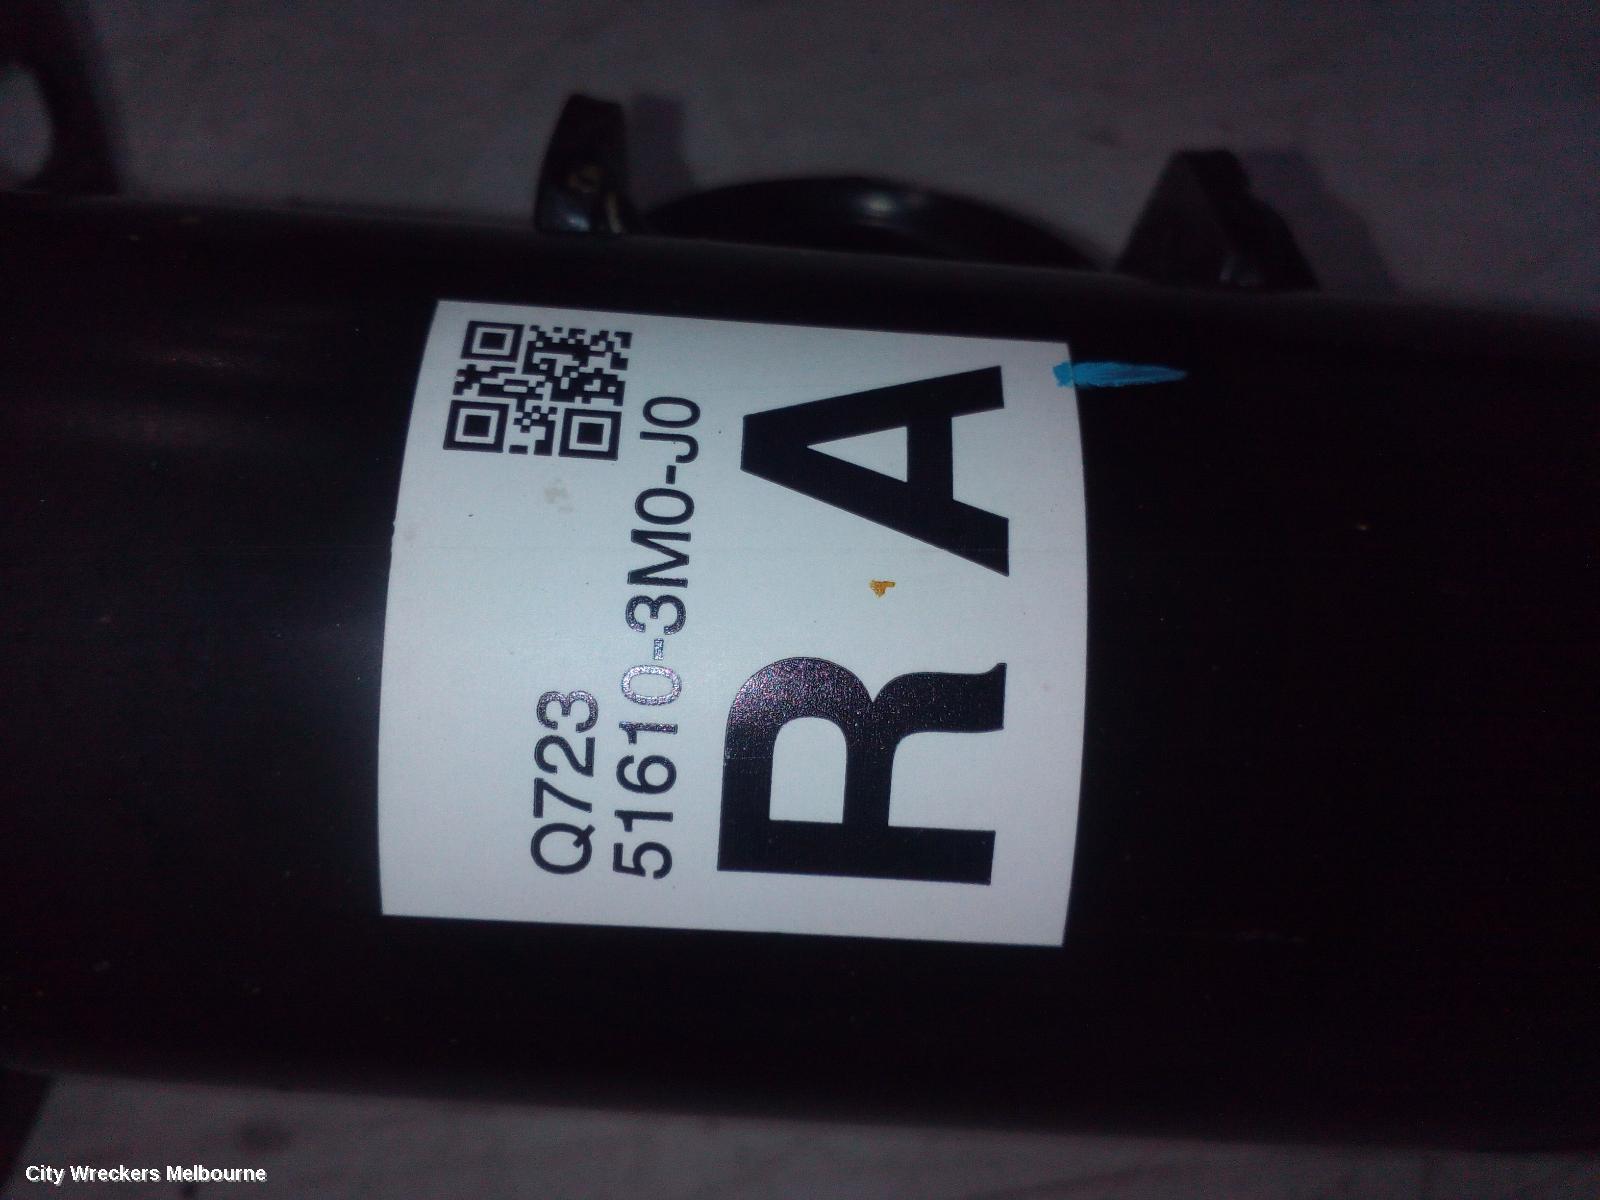 Q723
51610-3M0-J0
R A
City Wreckers Melbourne